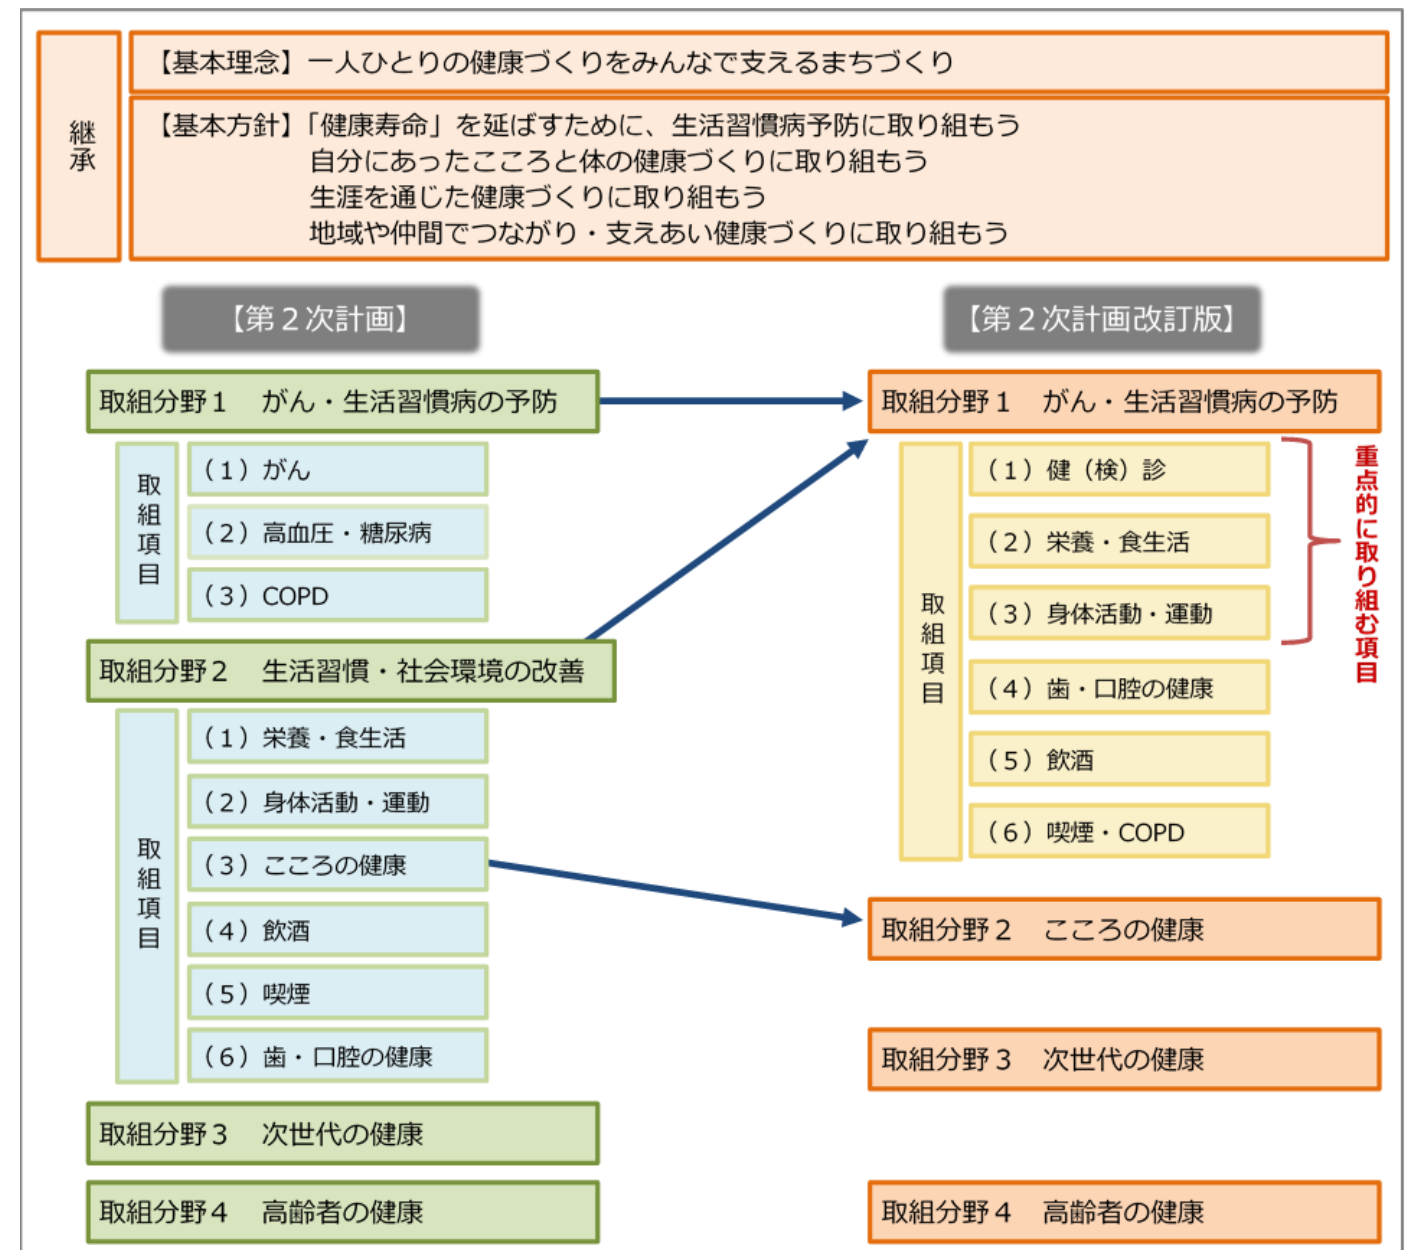 継承
【基本理念】一人ひとりの健康づくりをみんなで支えるまちづくり
【基本方針】「健康寿命」を延ばすために、生活習慣病予防に取り組もう
自分にあったこころと体の健康づくりに取り組もう
生涯を通じた健康づくりに取り組もう
地域や仲間でつながり・支えあい健康づくりに取り組もう
【第２次計画】
取組分野１　がん・生活習慣病の予防
取組項目
（１）がん
（２）高血圧・糖尿病
（３）COPD
取組分野２　生活習慣・社会環境の改善
取組項目
（１）栄養・食生活
（２）身体活動・運動
（３）こころの健康
（４）飲酒
（５）喫煙
（６）歯・口腔の健康
取組分野３　次世代の健康
取組分野４　高齢者の健康
【第２次計画改訂版】
取組分野１　がん・生活習慣病の予防
取組項目
（１）健（検）診
（２）栄養・食生活
（３）身体活動・運動
（４）歯・口腔の健康
（５）飲酒
（６）喫煙・COPD
重点的に取り組む項目
取組分野２　こころの健康
取組分野３　次世代の健康
取組分野４　高齢者の健康